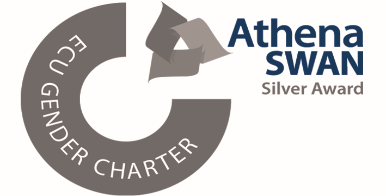 ECU GENDER CHARTER
Athena
SWAN
Silver Award